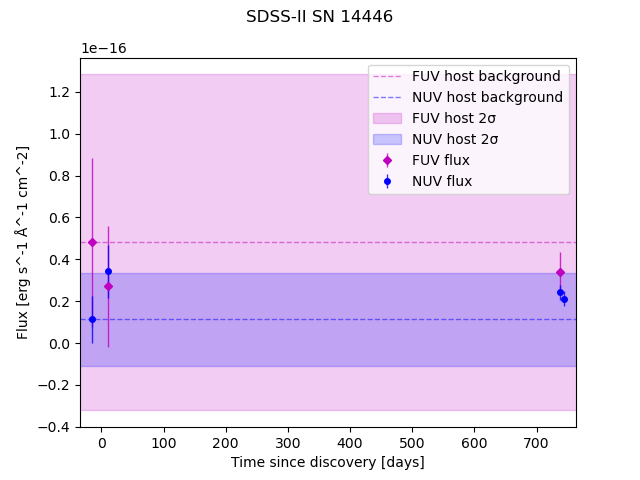 SDSS-II SN 14446
1e−16
FUV host background
NUV host background
FUV host 2σ
NUV host 2σ
FUV flux
NUV flux
1.2
1.0
0.8
0.6
0.4
0.2
0.0
−0.2
−0.4
Flux [erg s^-1 Å^-1 cm^-2]
0
100
200
300
400
500
600
700
Time since discovery [days]